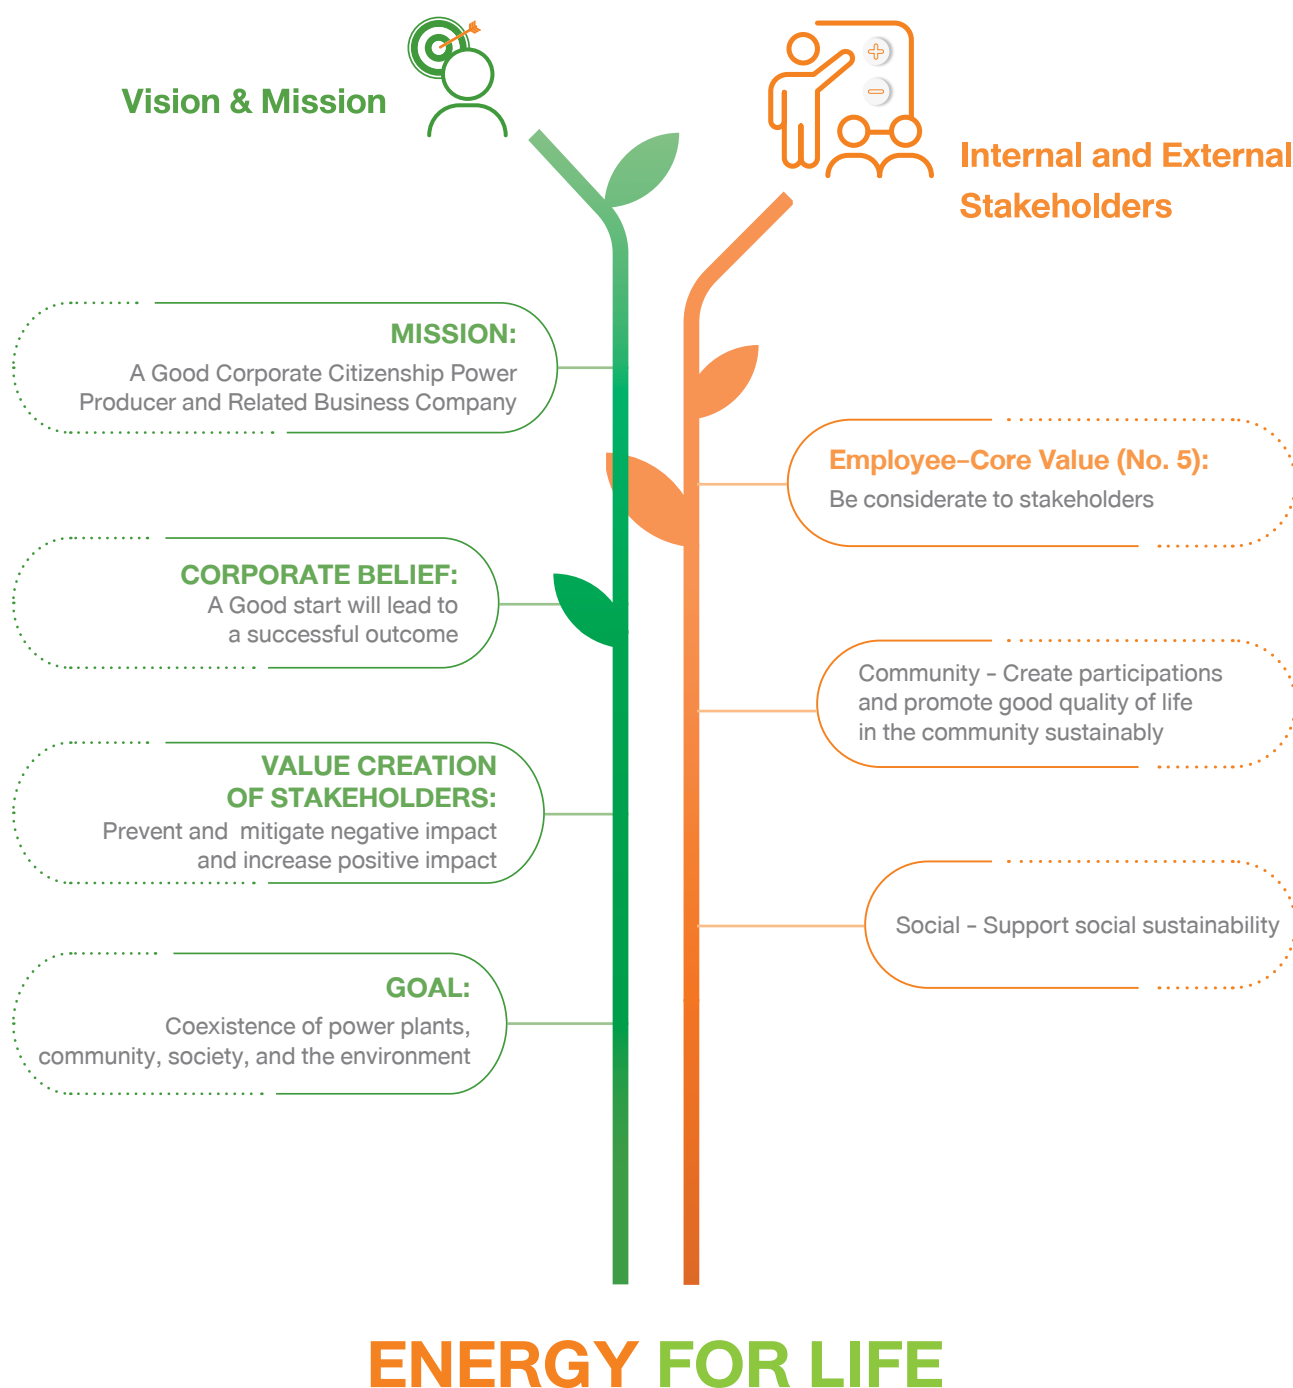 Vision & Mission
Internal and External
Stakeholders
MISSION:
A Good Corporate Citizenship Power
Producer and Related Business Company
CORPORATE BELIEF:
A Good start will lead to
a successful outcome
VALUE CREATION
OF STAKEHOLDERS:
Prevent and mitigate negative impact
and increase positive impact
GOAL:
Coexistence of power plants,
community, society, and the environment
Employee-Core Value (No. 5):
Be considerate to stakeholders
Community - Create participations
and promote good quality of life
in the community sustainably
Social - Support social sustainability
ENERGY FOR LIFE